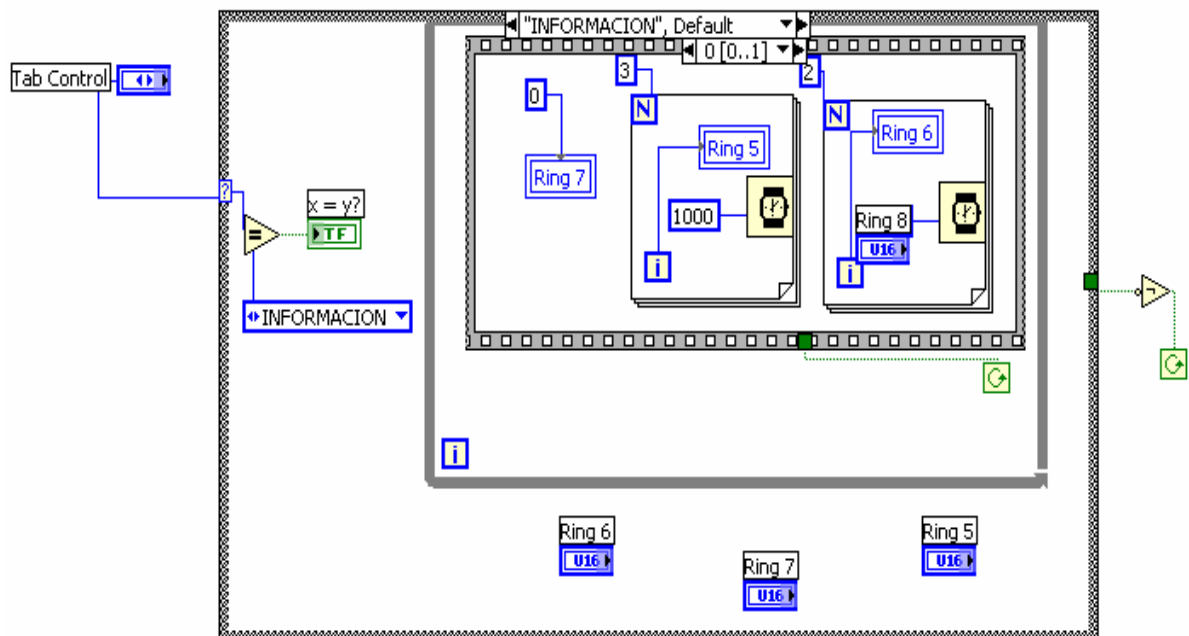 "INFORMACION", Default
0 [0..1]
Tab Control
3
2
0
N
N
Ring 5
Ring 6
Ring 7
?
x = y?
TF
=
1000
Ring 8
U16
i
i
INFORMACION
i
Ring 6
U16
Ring 7
U16
Ring 5
U16